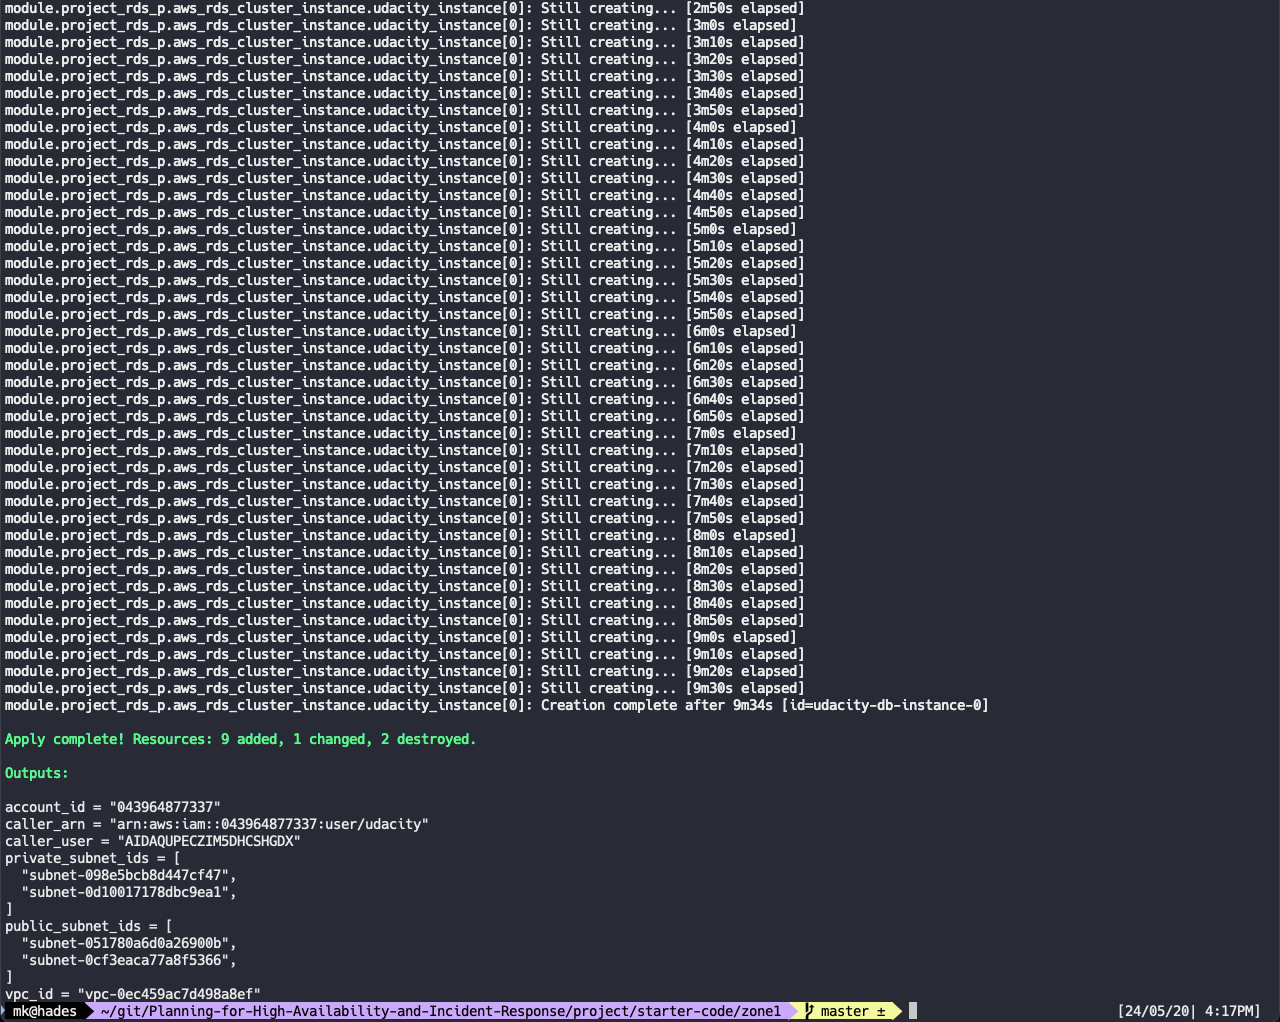 module.project_rds_p.aws_rds_cluster_instance.udacity_instance[0]: Still creating... [2m50s elapsed]
module.project_rds_p.aws_rds_cluster_instance.udacity_instance[0]: Still creating... [3m0s elapsed]
module.project_rds_p.aws_rds_cluster_instance.udacity_instance[0]: Still creating... [3m10s elapsed]
module.project_rds_p.aws_rds_cluster_instance.udacity_instance[0]: Still creating... [3m20s elapsed]
module.project_rds_p.aws_rds_cluster_instance.udacity_instance[0]: Still creating... [3m30s elapsed]
module.project_rds_p.aws_rds_cluster_instance.udacity_instance[0]: Still creating... [3m40s elapsed]
module.project_rds_p.aws_rds_cluster_instance.udacity_instance[0]: Still creating... [3m50s elapsed]
module.project_rds_p.aws_rds_cluster_instance.udacity_instance[0]: Still creating... [4m0s elapsed]
module.project_rds_p.aws_rds_cluster_instance.udacity_instance[0]: Still creating... [4m10s elapsed]
module.project_rds_p.aws_rds_cluster_instance.udacity_instance[0]: Still creating... [4m20s elapsed]
module.project_rds_p.aws_rds_cluster_instance.udacity_instance[0]: Still creating... [4m30s elapsed]
module.project_rds_p.aws_rds_cluster_instance.udacity_instance[0]: Still creating... [4m40s elapsed]
module.project_rds_p.aws_rds_cluster_instance.udacity_instance[0]: Still creating... [4m50s elapsed]
module.project_rds_p.aws_rds_cluster_instance.udacity_instance[0]: Still creating... [5m0s elapsed]
module.project_rds_p.aws_rds_cluster_instance.udacity_instance[0]: Still creating... [5m10s elapsed]
module.project_rds_p.aws_rds_cluster_instance.udacity_instance[0]: Still creating... [5m20s elapsed]
module.project_rds_p.aws_rds_cluster_instance.udacity_instance[0]: Still creating... [5m30s elapsed]
module.project_rds_p.aws_rds_cluster_instance.udacity_instance[0]: Still creating... [5m40s elapsed]
module.project_rds_p.aws_rds_cluster_instance.udacity_instance[0]: Still creating... [5m50s elapsed]
module.project_rds_p.aws_rds_cluster_instance.udacity_instance[0]: Still creating... [6m0s elapsed]
module.project_rds_p.aws_rds_cluster_instance.udacity_instance[0]: Still creating... [6m10s elapsed]
module.project_rds_p.aws_rds_cluster_instance.udacity_instance[0]: Still creating... [6m20s elapsed]
module.project_rds_p.aws_rds_cluster_instance.udacity_instance[0]: Still creating... [6m30s elapsed]
module.project_rds_p.aws_rds_cluster_instance.udacity_instance[0]: Still creating... [6m40s elapsed]
module.project_rds_p.aws_rds_cluster_instance.udacity_instance[0]: Still creating... [6m50s elapsed]
module.project_rds_p.aws_rds_cluster_instance.udacity_instance[0]: Still creating... [7m0s elapsed]
module.project_rds_p.aws_rds_cluster_instance.udacity_instance[0]: Still creating... [7m10s elapsed]
module.project_rds_p.aws_rds_cluster_instance.udacity_instance[0]: Still creating... [7m20s elapsed]
module.project_rds_p.aws_rds_cluster_instance.udacity_instance[0]: Still creating... [7m30s elapsed]
module.project_rds_p.aws_rds_cluster_instance.udacity_instance[0]: Still creating... [7m40s elapsed]
module.project_rds_p.aws_rds_cluster_instance.udacity_instance[0]: Still creating... [7m50s elapsed]
module.project_rds_p.aws_rds_cluster_instance.udacity_instance[0]: Still creating... [8m0s elapsed]
module.project_rds_p.aws_rds_cluster_instance.udacity_instance[0]: Still creating... [8m10s elapsed]
module.project_rds_p.aws_rds_cluster_instance.udacity_instance[0]: Still creating... [8m20s elapsed]
module.project_rds_p.aws_rds_cluster_instance.udacity_instance[0]: Still creating... [8m30s elapsed]
module.project_rds_p.aws_rds_cluster_instance.udacity_instance[0]: Still creating... [8m40s elapsed]
module.project_rds_p.aws_rds_cluster_instance.udacity_instance[0]: Still creating... [8m50s elapsed]
module.project_rds_p.aws_rds_cluster_instance.udacity_instance[0]: Still creating... [9m0s elapsed]
module.project_rds_p.aws_rds_cluster_instance.udacity_instance[0]: Still creating... [9m10s elapsed]
module.project_rds_p.aws_rds_cluster_instance.udacity_instance[0]: Still creating... [9m20s elapsed]
module.project_rds_p.aws_rds_cluster_instance.udacity_instance[0]: Still creating... [9m30s elapsed]
module.project_rds_p.aws_rds_cluster_instance.udacity_instance[0]: Creation complete after 9m34s [id=udacity-db-instance-0]
Apply complete! Resources: 9 added, 1 changed, 2 destroyed.
Outputs:
account_id = "043964877337"
caller_arn = "arn:aws:iam::043964877337:user/udacity"
caller_user = "AIDAQUPECZIM5DHCSHGDX"
private_subnet_ids = [
  "subnet-098e5bcb8d447cf47",
  "subnet-0d10017178dbc9ea1",
]
public_subnet_ids = [
  "subnet-051780a6d0a26900b",
  "subnet-0cf3eaca77a8f5366",
]
vpc_id = "vpc-0ec459ac7d498a8ef"
mk@hades ~/git/Planning-for-High-Availability-and-Incident-Response/project/starter-code/zone1 master ± [24/05/20| 4:17PM]